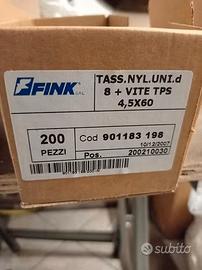 FINK
TASS.NYL.UNI.d
8 + VITE TPS
4,5X60
200
PEZZI
Cod 901183 198
10/12/2007
Pos. 200210030
subito